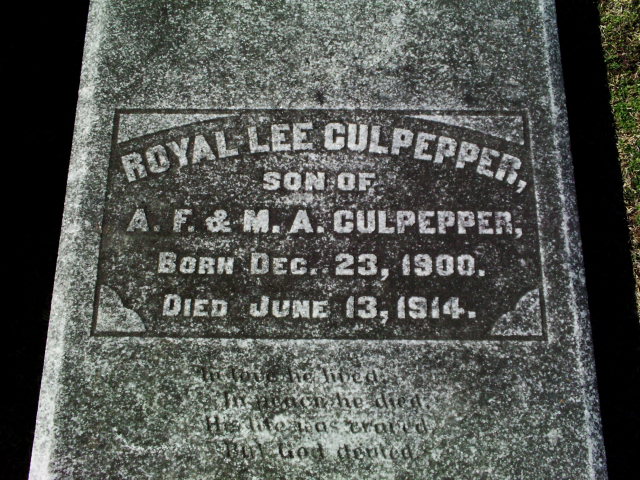 ROYAL LEE CULPEPPER,
SON OF
A. F. & M. A. CULPEPPER,
BORN DEC. 23, 1900.
DIED JUNE 13, 1914.
In love he lived;
In peace he died,
His life was craved
But God denied.